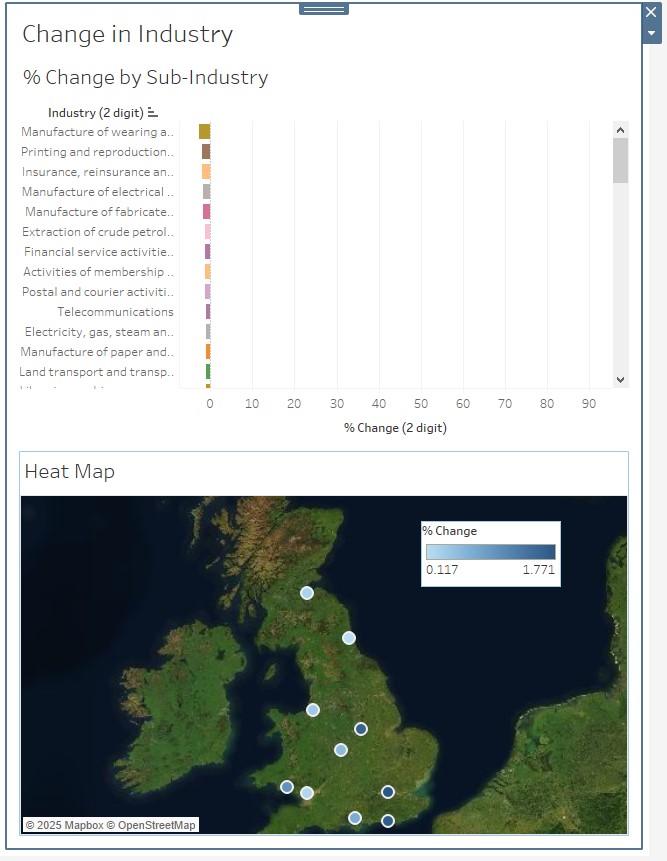 Change in Industry
% Change by Sub-Industry
Industry (2 digit)
Manufacture of wearing a..
Printing and reproduction..
Insurance, reinsurance an..
Manufacture of electrical ..
Manufacture of fabricate..
Extraction of crude petrol..
Financial service activitie..
Activities of membership ..
Postal and courier activiti..
Telecommunications
Electricity, gas, steam an..
Manufacture of paper and..
Land transport and transp..
0 10 20 30 40 50 60 70 80 90
% Change (2 digit)
Heat Map
% Change
0.117 1.771
© 2025 Mapbox © OpenStreetMap